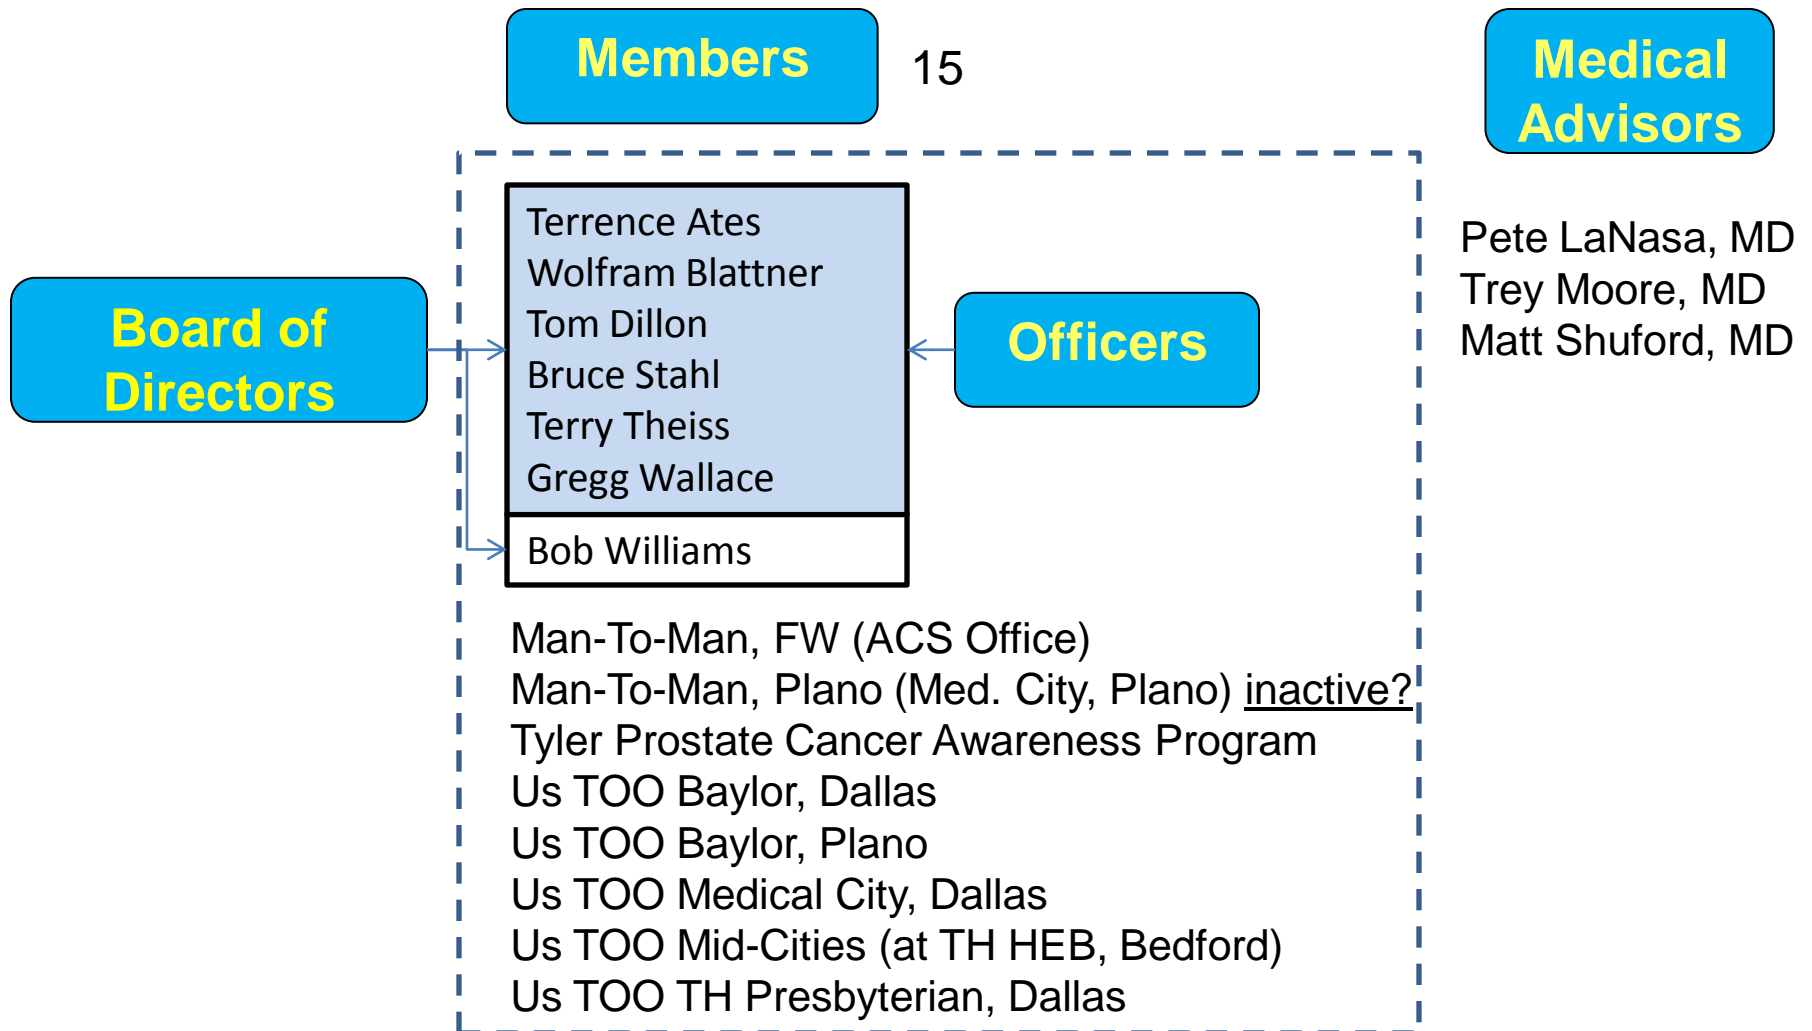 Members
15
Medical
Advisors
Terrence Ates
Wolfram Blattner
Tom Dillon
Bruce Stahl
Terry Theiss
Gregg Wallace
Bob Williams
Board of
Directors
Officers
Pete LaNasa, MD
Trey Moore, MD
Matt Shuford, MD
Man-To-Man, FW (ACS Office)
Man-To-Man, Plano (Med. City, Plano) inactive?
Tyler Prostate Cancer Awareness Program
Us TOO Baylor, Dallas
Us TOO Baylor, Plano
Us TOO Medical City, Dallas
Us TOO Mid-Cities (at TH HEB, Bedford)
Us TOO TH Presbyterian, Dallas